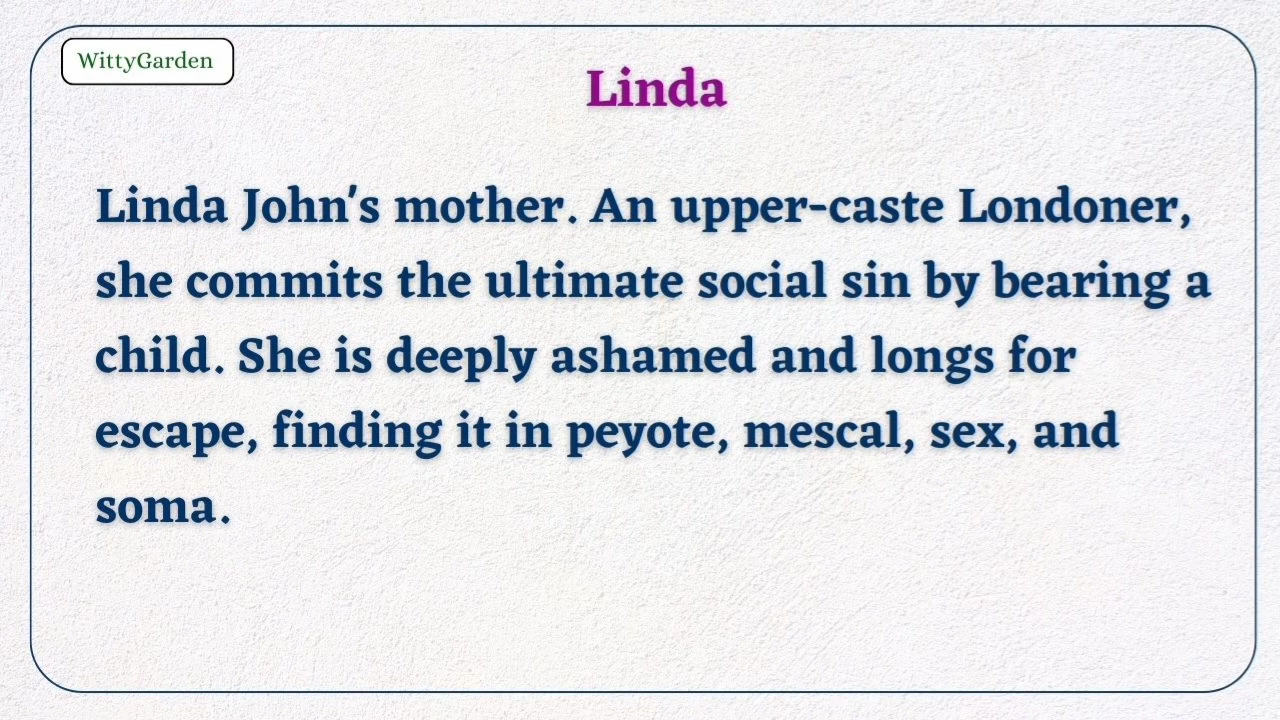 WittyGarden
Linda
Linda John's mother. An upper-caste Londoner,
she commits the ultimate social sin by bearing a
child. She is deeply ashamed and longs for
escape, finding it in peyote, mescal, sex, and
soma.